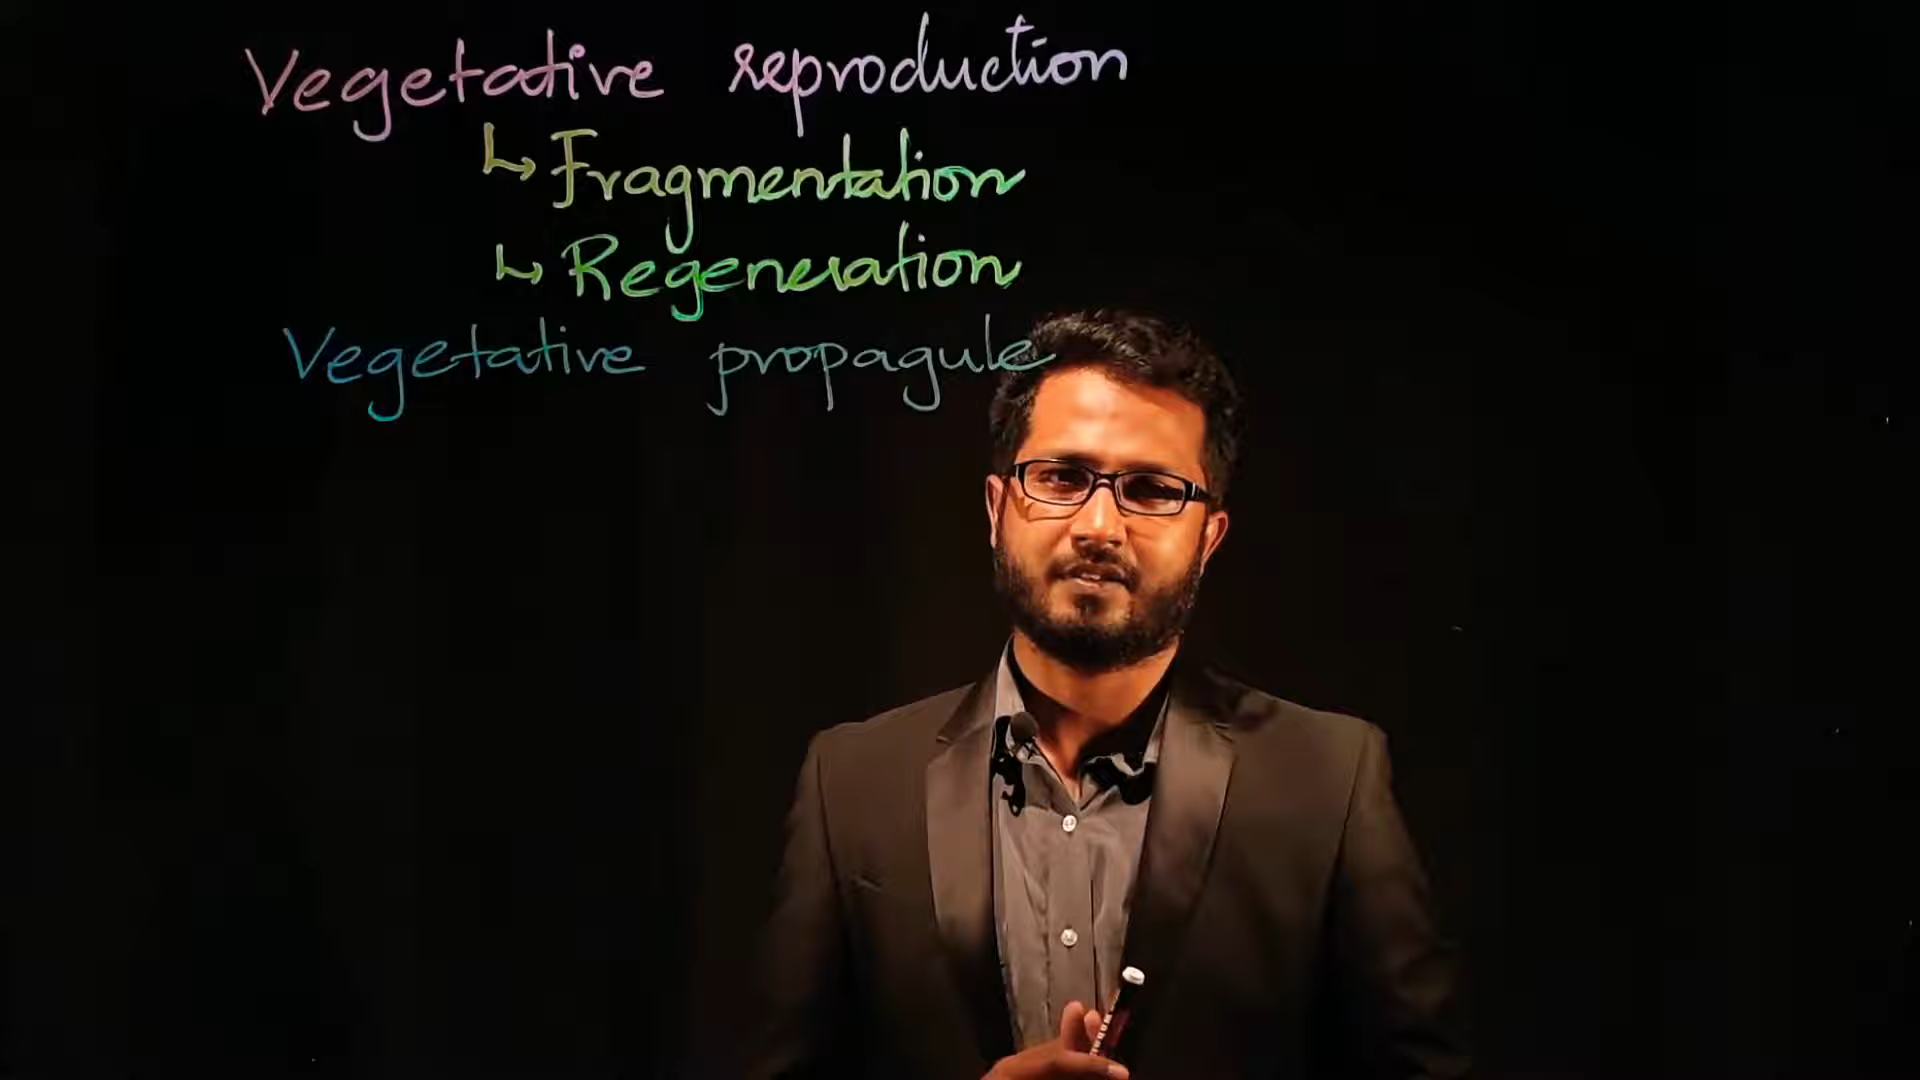 Vegetative reproduction
↳ Fragmentation
↳ Regeneration
Vegetative propagule